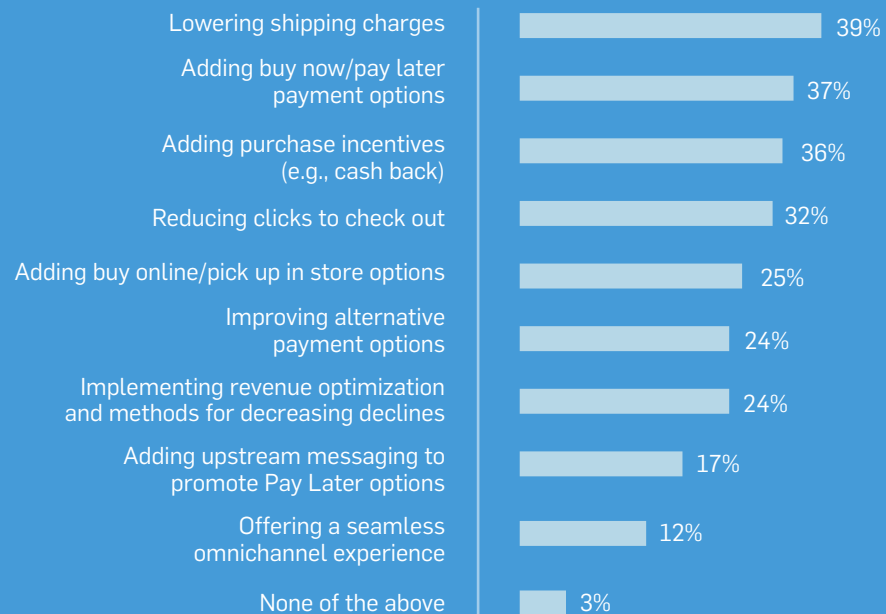 Lowering shipping charges
39%
Adding buy now/pay later
payment options
37%
Adding purchase incentives
(e.g., cash back)
36%
Reducing clicks to check out
32%
Adding buy online/pick up in store options
25%
Improving alternative
payment options
24%
Implementing revenue optimization
and methods for decreasing declines
24%
Adding upstream messaging to
promote Pay Later options
17%
Offering a seamless
omnichannel experience
12%
None of the above
3%